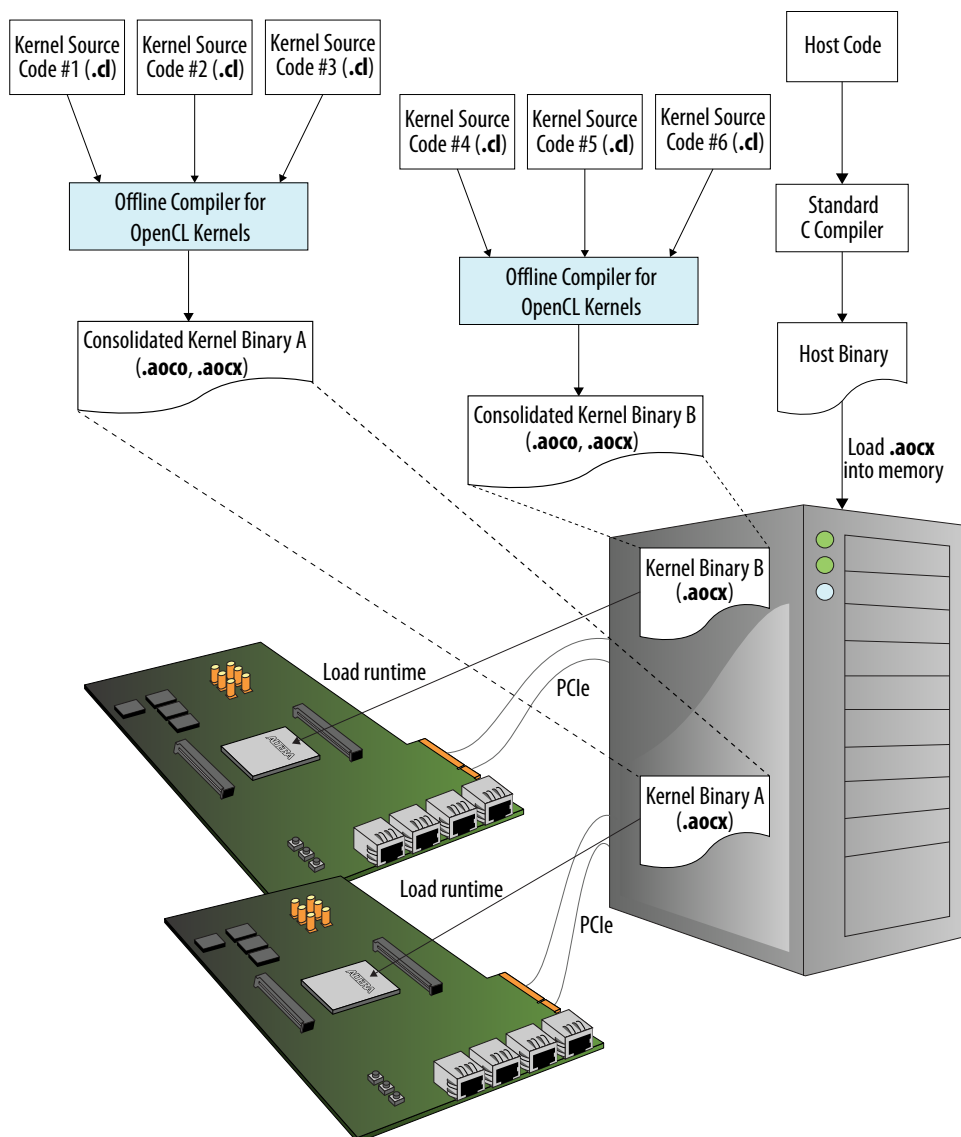 Kernel Source
Code #1 (.cl)
Kernel Source
Code #2 (.cl)
Kernel Source
Code #3 (.cl)
Host Code
Kernel Source
Code #4 (.cl)
Kernel Source
Code #5 (.cl)
Kernel Source
Code #6 (.cl)
Offline Compiler for
OpenCL Kernels
Standard
C Compiler
Offline Compiler for
OpenCL Kernels
Consolidated Kernel Binary A
(.aoco, .aocx)
Host Binary
Consolidated Kernel Binary B
(.aoco, .aocx)
Load .aocx
into memory
Kernel Binary B
(.aocx)
Load runtime
PCIe
ALTERA
Kernel Binary A
(.aocx)
Load runtime
PCIe
ALTERA